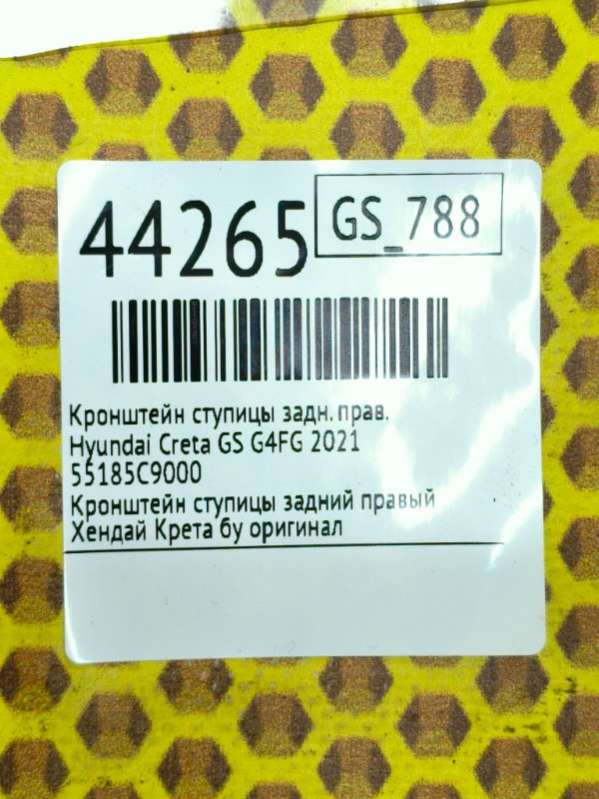 44265
GS_788
Кронштейн ступицы задн. прав.
Hyundai Creta GS G4FG 2021
55185C9000
Кронштейн ступицы задний правый
Хендай Крета бу оригинал